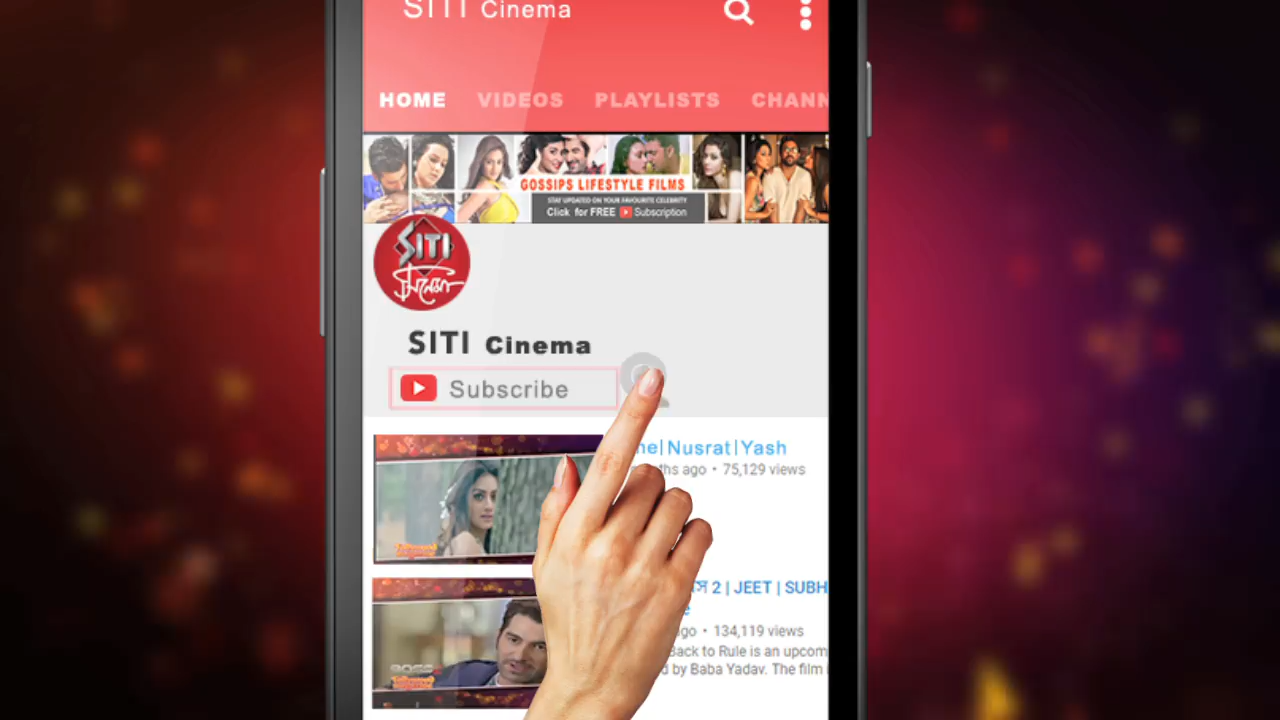 SITI Cinema
HOME VIDEOS PLAYLISTS CHANN
GOSSIPS LIFESTYLE FILMS
STAY UPDATED ON YOUR FAVOURITE CELEBRITY
Click for FREE Subscription
SITI
সিনেমা
SITI Cinema
Subscribe
ne|Nusrat|Yash
ths ago • 75,129 views
2 | JEET | SUBH
e
ago • 134,119 views
Back to Rule is an upcom
d by Baba Yadav. The film
BOSS